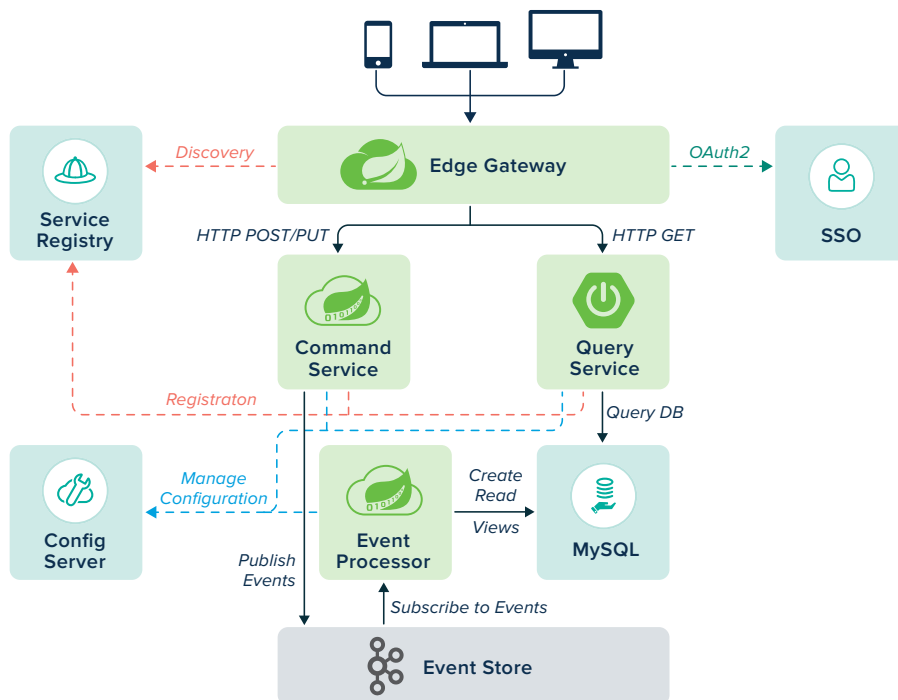 Discovery
Edge Gateway
OAuth2
Service
Registry
SSO
HTTP POST/PUT
HTTP GET
Command
Service
Query
Service
Registraton
Query DB
Manage
Configuration
Create
Read
Views
Config
Server
Event
Processor
MySQL
Publish
Events
Subscribe to Events
Event Store